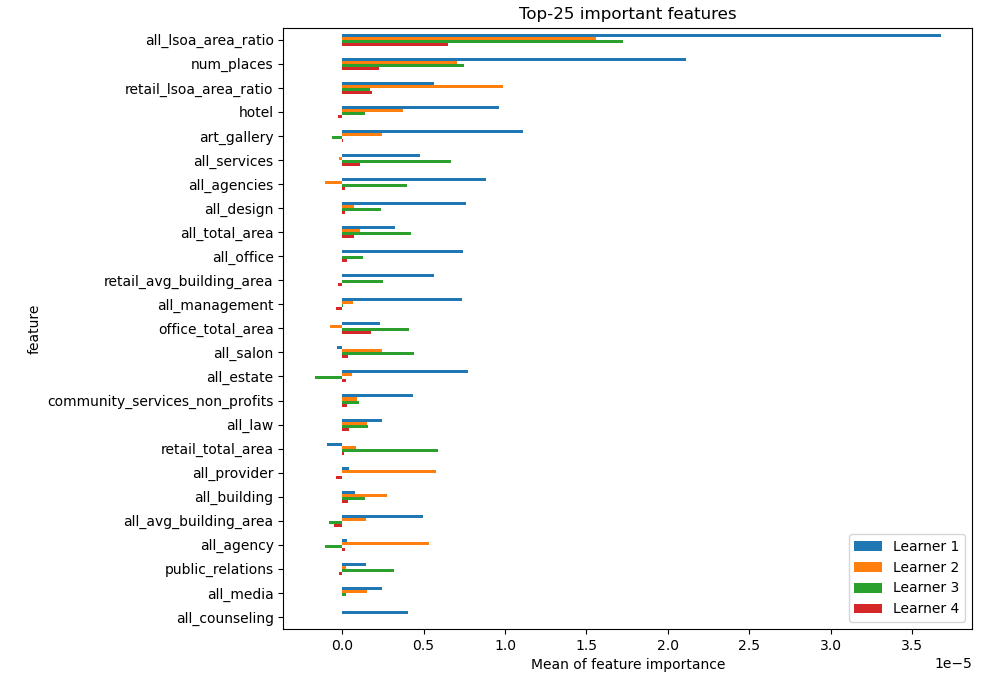 Top-25 important features
all_lsoa_area_ratio
num_places
retail_lsoa_area_ratio
hotel
art_gallery
all_services
all_agencies
all_design
all_total_area
all_office
retail_avg_building_area
all_management
office_total_area
all_salon
all_estate
community_services_non_profits
all_law
retail_total_area
all_provider
all_building
all_avg_building_area
all_agency
public_relations
all_media
all_counseling
feature
Learner 1
Learner 2
Learner 3
Learner 4
0.0 0.5 1.0 1.5 2.0 2.5 3.0 3.5
1e−5
Mean of feature importance